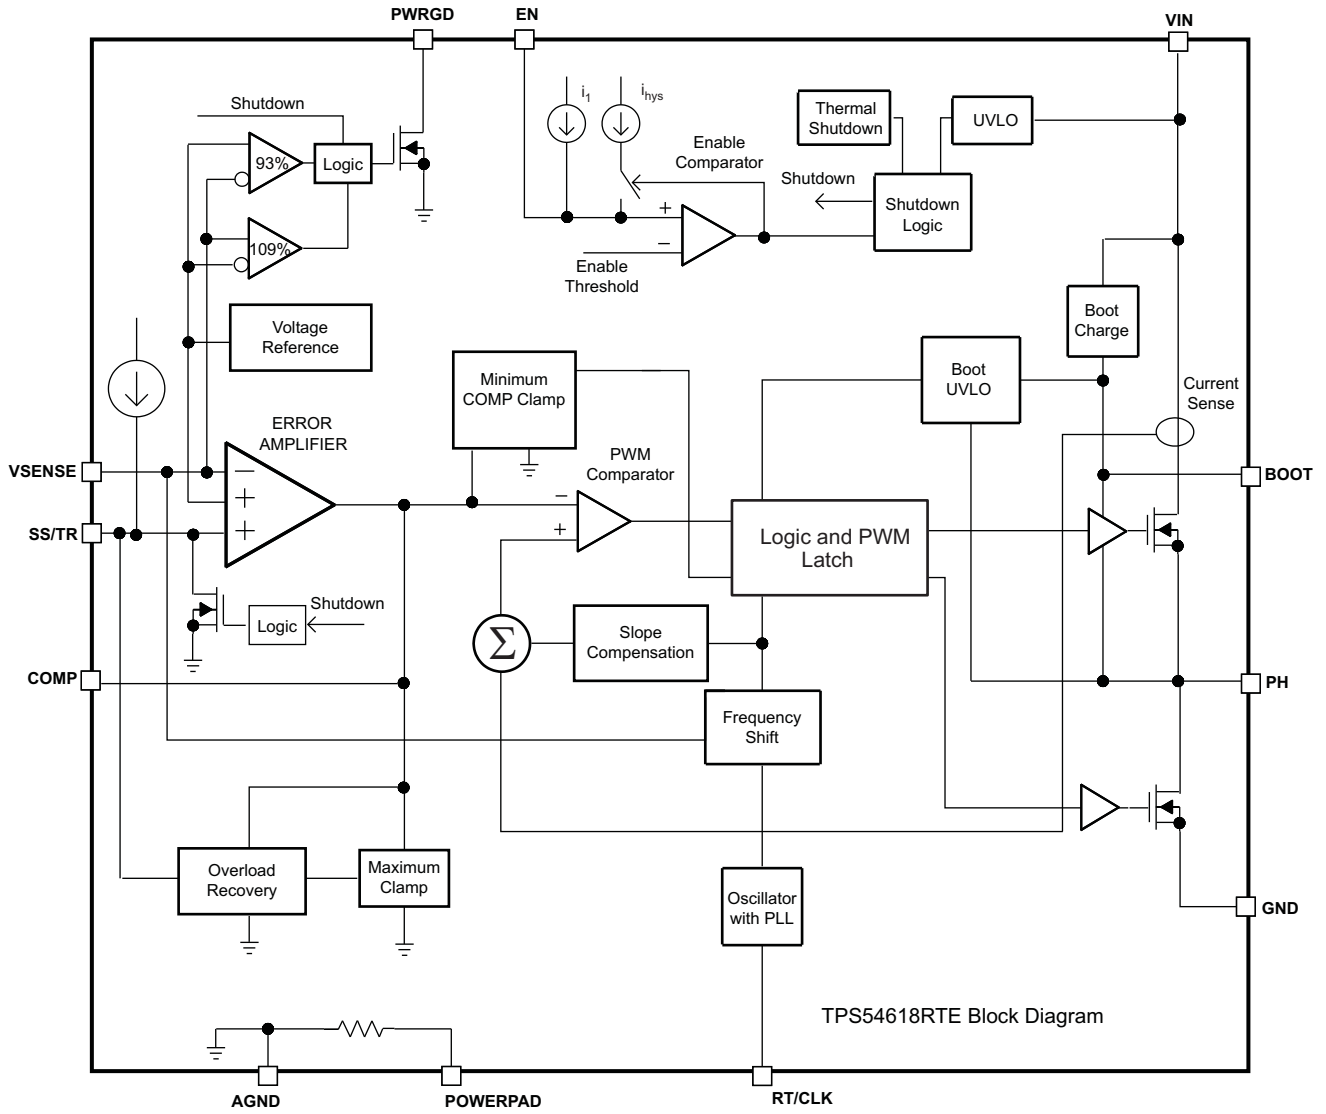 PWRGD
EN
VIN
Shutdown
i1
ihys
Thermal
Shutdown
UVLO
93%
Logic
Enable
Comparator
Shutdown
Shutdown
Logic
+
−
109%
Enable
Threshold
Voltage
Reference
Boot
Charge
Minimum
COMP Clamp
Boot
UVLO
Current
Sense
ERROR
AMPLIFIER
PWM
Comparator
VSENSE
−
+
+
−
+
BOOT
SS/TR
Logic and PWM
Latch
Shutdown
Logic
Σ
Slope
Compensation
COMP
PH
Frequency
Shift
Overload
Recovery
Maximum
Clamp
Oscillator
with PLL
GND
TPS54618RTE Block Diagram
AGND
POWERPAD
RT/CLK